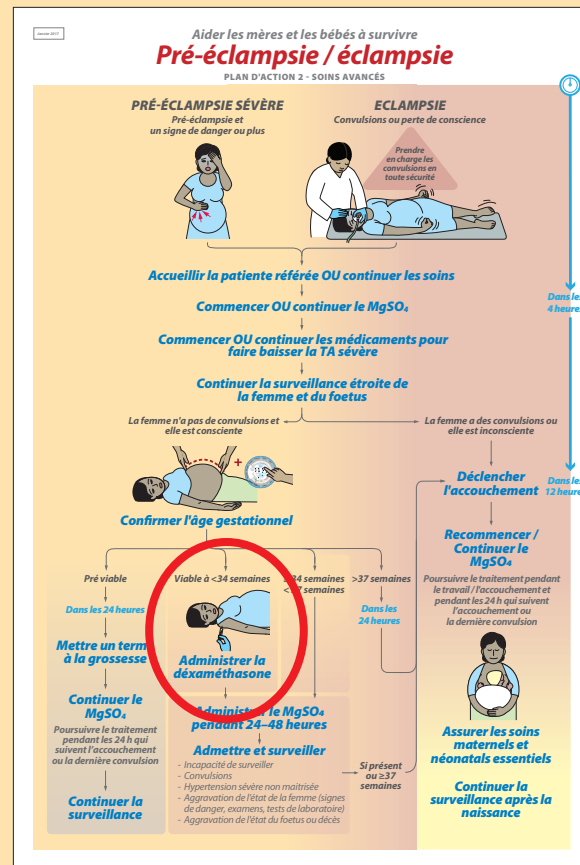 Janvier 2017
Aider les mères et les bébés à survivre
Pré-éclampsie / éclampsie
PLAN D'ACTION 2 - SOINS AVANCÉS
PRÉ-ÉCLAMPSIE SÉVÈRE
Pré-éclampsie et
un signe de danger ou plus
ECLAMPSIE
Convulsions ou perte de conscience
Prendre
en charge les
convulsions en
toute sécurité
Accueillir la patiente référée OU continuer les soins
Commencer OU continuer le MgSO₄
Dans les
4 heures
Commencer OU continuer les médicaments pour
faire baisser la TA sévère
Continuer la surveillance étroite de
la femme et du foetus
La femme n'a pas de convulsions et
elle est consciente
La femme a des convulsions ou
elle est inconsciente
Déclencher
l'accouchement
Dans les
12 heures
Confirmer l'âge gestationnel
Recommencer /
Continuer le
MgSO₄
Poursuivre le traitement pendant
le travail / l'accouchement et
pendant les 24 h qui suivent
l'accouchement ou
la dernière convulsion
Pré viable
Dans les 24 heures
Mettre un term
à la grossesse
Continuer le
MgSO₄
Poursuivre le traitement
pendant les 24 h qui
suivent l'accouchement
ou la dernière convulsion
Continuer la
surveillance
Viable à <34 semaines
Administrer la
déxaméthasone
34 semaines
semaines
>37 semaines
Dans les
24 heures
Administrer le MgSO₄
pendant 24–48 heures
Admettre et surveiller
- Incapacité de surveiller
- Convulsions
- Hypertension sévère non maitrisée
- Aggravation de l'état de la femme (signes
de danger, examens, tests de laboratoire)
- Aggravation de l'état du foetus ou décès
Si présent
ou ≥37
semaines
Assurer les soins
maternels et
néonatals essentiels
Continuer la
surveillance après la
naissance